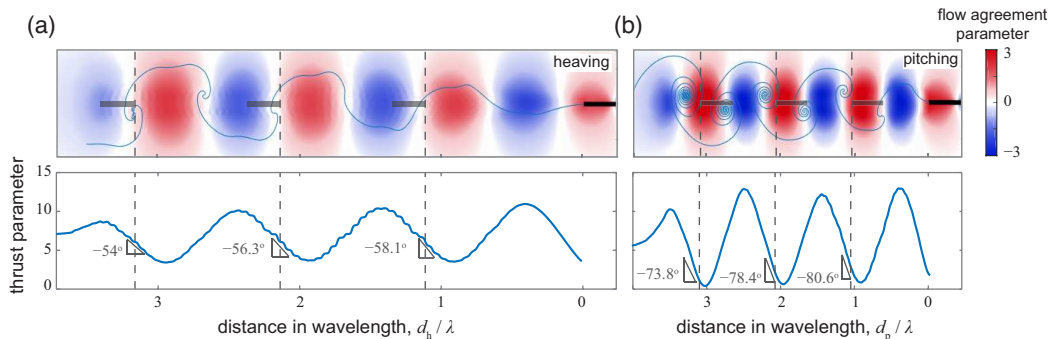 (a)
heaving
thrust parameter
15
10
5
0
−54°
−56.3°
−58.1°
3
2
1
0
distance in wavelength, dₕ / λ
(b)
pitching
−73.8°
−78.4°
−80.6°
3
2
1
0
distance in wavelength, dₚ / λ
flow agreement
parameter
3
0
−3